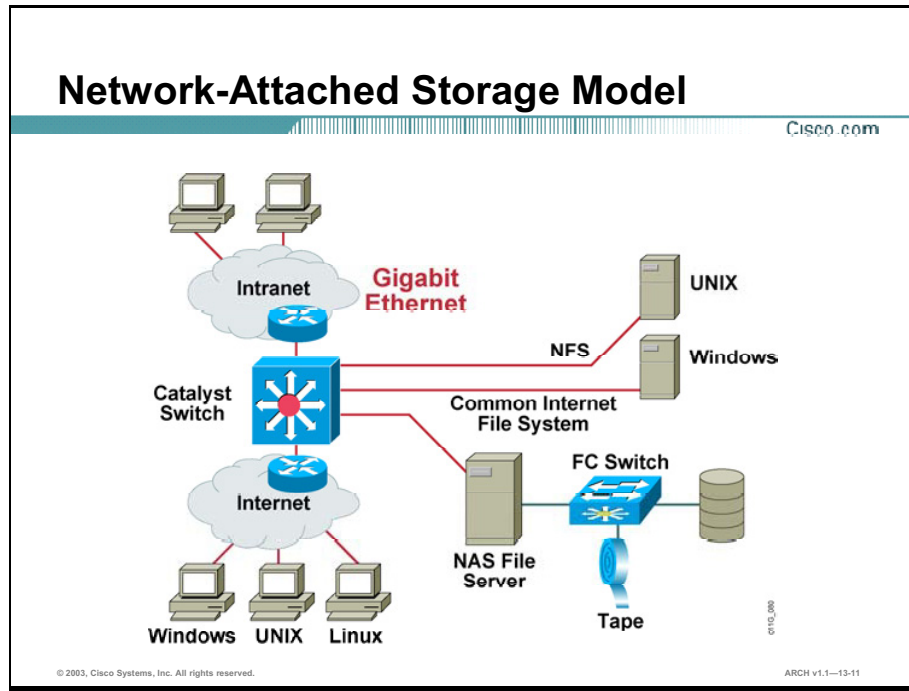 Network-Attached Storage Model
Cisco.com
Intranet
Gigabit
Ethernet
UNIX
NFS
Windows
Catalyst
Switch
Common Internet
File System
FC Switch
Internet
NAS File
Server
Tape
Windows
UNIX
Linux
g11G_080
© 2003, Cisco Systems, Inc. All rights reserved.
ARCH v1.1—13-11